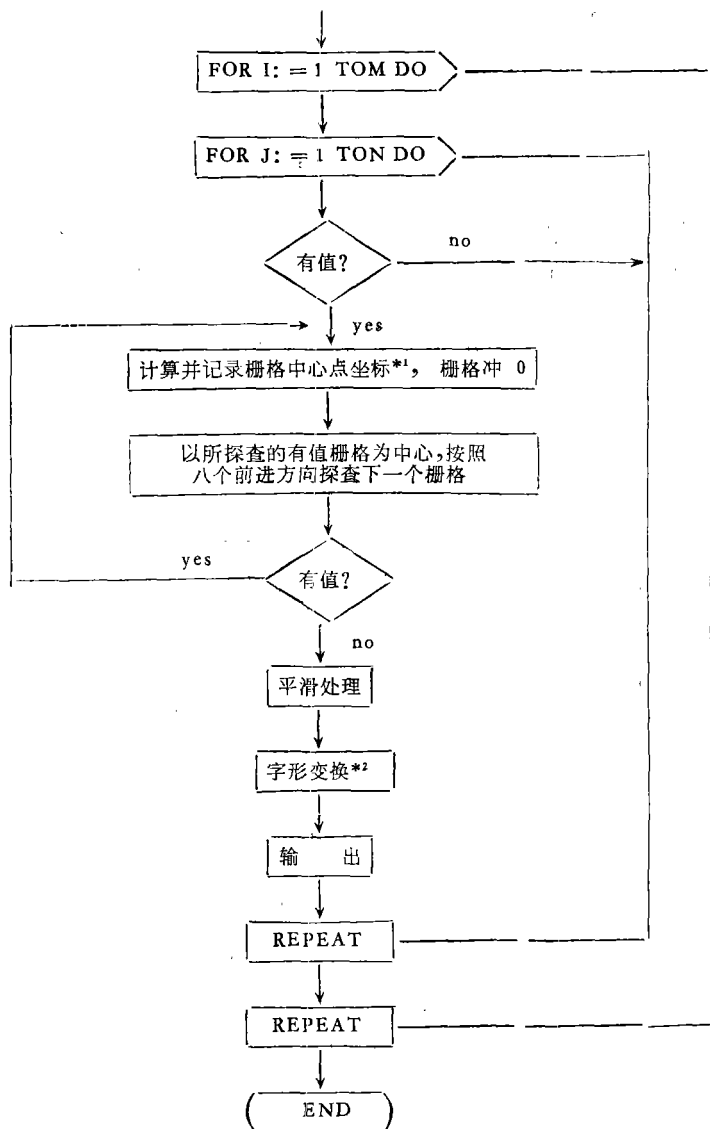 FOR I: =1 TOM DO
FOR J: =1 TON DO
有值?
no
yes
计算并记录栅格中心点坐标*1, 栅格冲 0
以所探查的有值栅格为中心,按照
八个前进方向探查下一个栅格
yes
有值?
no
平滑处理
字形变换*2
输 出
REPEAT
REPEAT
END